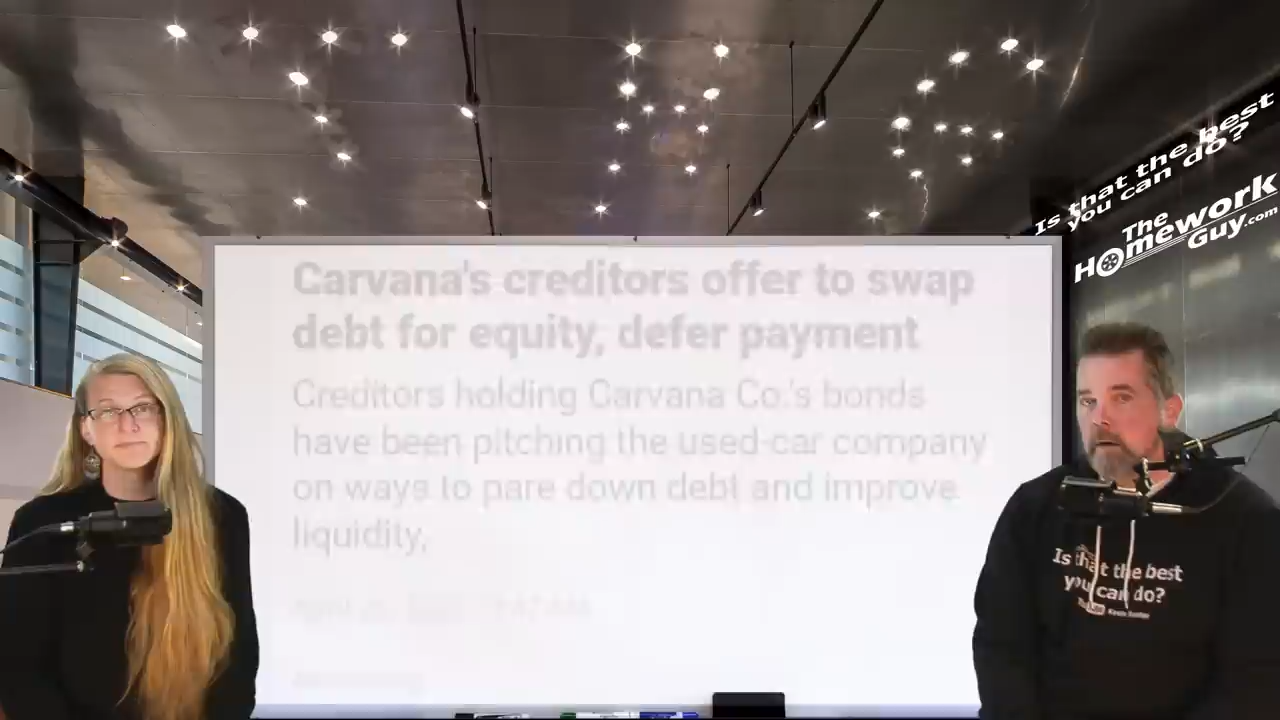 Is that the best
you can do?
The
Homework
Guy.com
Carvana's creditors offer to swap
debt for equity, defer payment
Creditors holding Carvana Co.'s bonds
have been pitching the used-car company
on ways to pare down debt and improve
liquidity,
Is that the best
you can do?